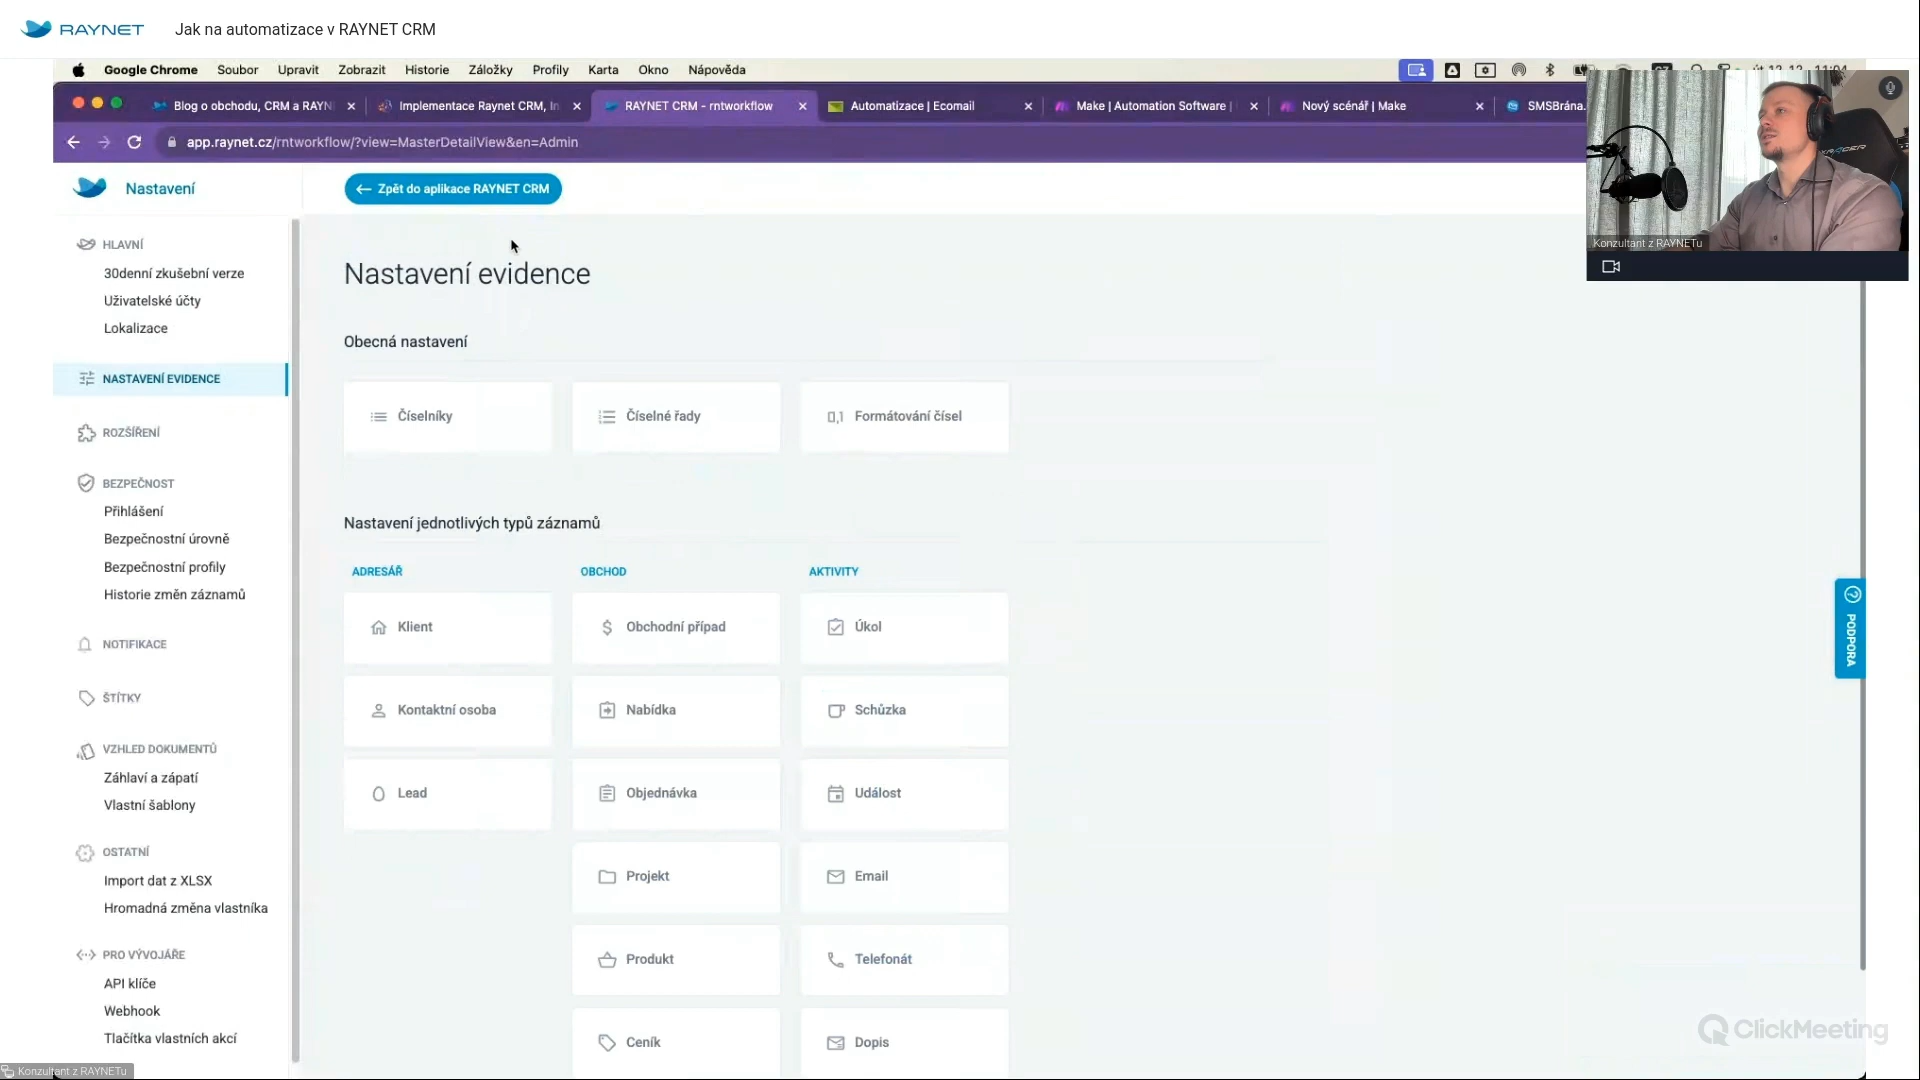 RAYNET Jak na automatizace v RAYNET CRM
Google Chrome Soubor Upravit Zobrazit Historie Záložky Profily Karta Okno Nápověda
Blog o obchodu, CRM a RAYN Implementace Raynet CRM, In RAYNET CRM - rntworkflow Automatizace | Ecomail Make | Automation Software | Nový scénář | Make SMSBrána.
app.raynet.cz/rntworkflow/?view=MasterDetailView&en=Admin
Nastavení
Zpět do aplikace RAYNET CRM
Konzultant z RAYNETu
HLAVNÍ
30denní zkušební verze
Uživatelské účty
Lokalizace
NASTAVENÍ EVIDENCE
ROZŠÍŘENÍ
BEZPEČNOST
Přihlášení
Bezpečnostní úrovně
Bezpečnostní profily
Historie změn záznamů
NOTIFIKACE
ŠTÍTKY
VZHLED DOKUMENTŮ
Záhlaví a zápatí
Vlastní šablony
OSTATNÍ
Import dat z XLSX
Hromadná změna vlastníka
PRO VÝVOJÁŘE
API klíče
Webhook
Tlačítka vlastních akcí
Nastavení evidence
Obecná nastavení
Číselníky Číselné řady Formátování čísel
Nastavení jednotlivých typů záznamů
ADRESÁŘ OBCHOD AKTIVITY
Klient Obchodní případ Úkol
Kontaktní osoba Nabídka Schůzka
Lead Objednávka Událost
Projekt Email
Produkt Telefonát
Ceník Dopis
PODPORA
ClickMeeting
Konzultant z RAYNETu